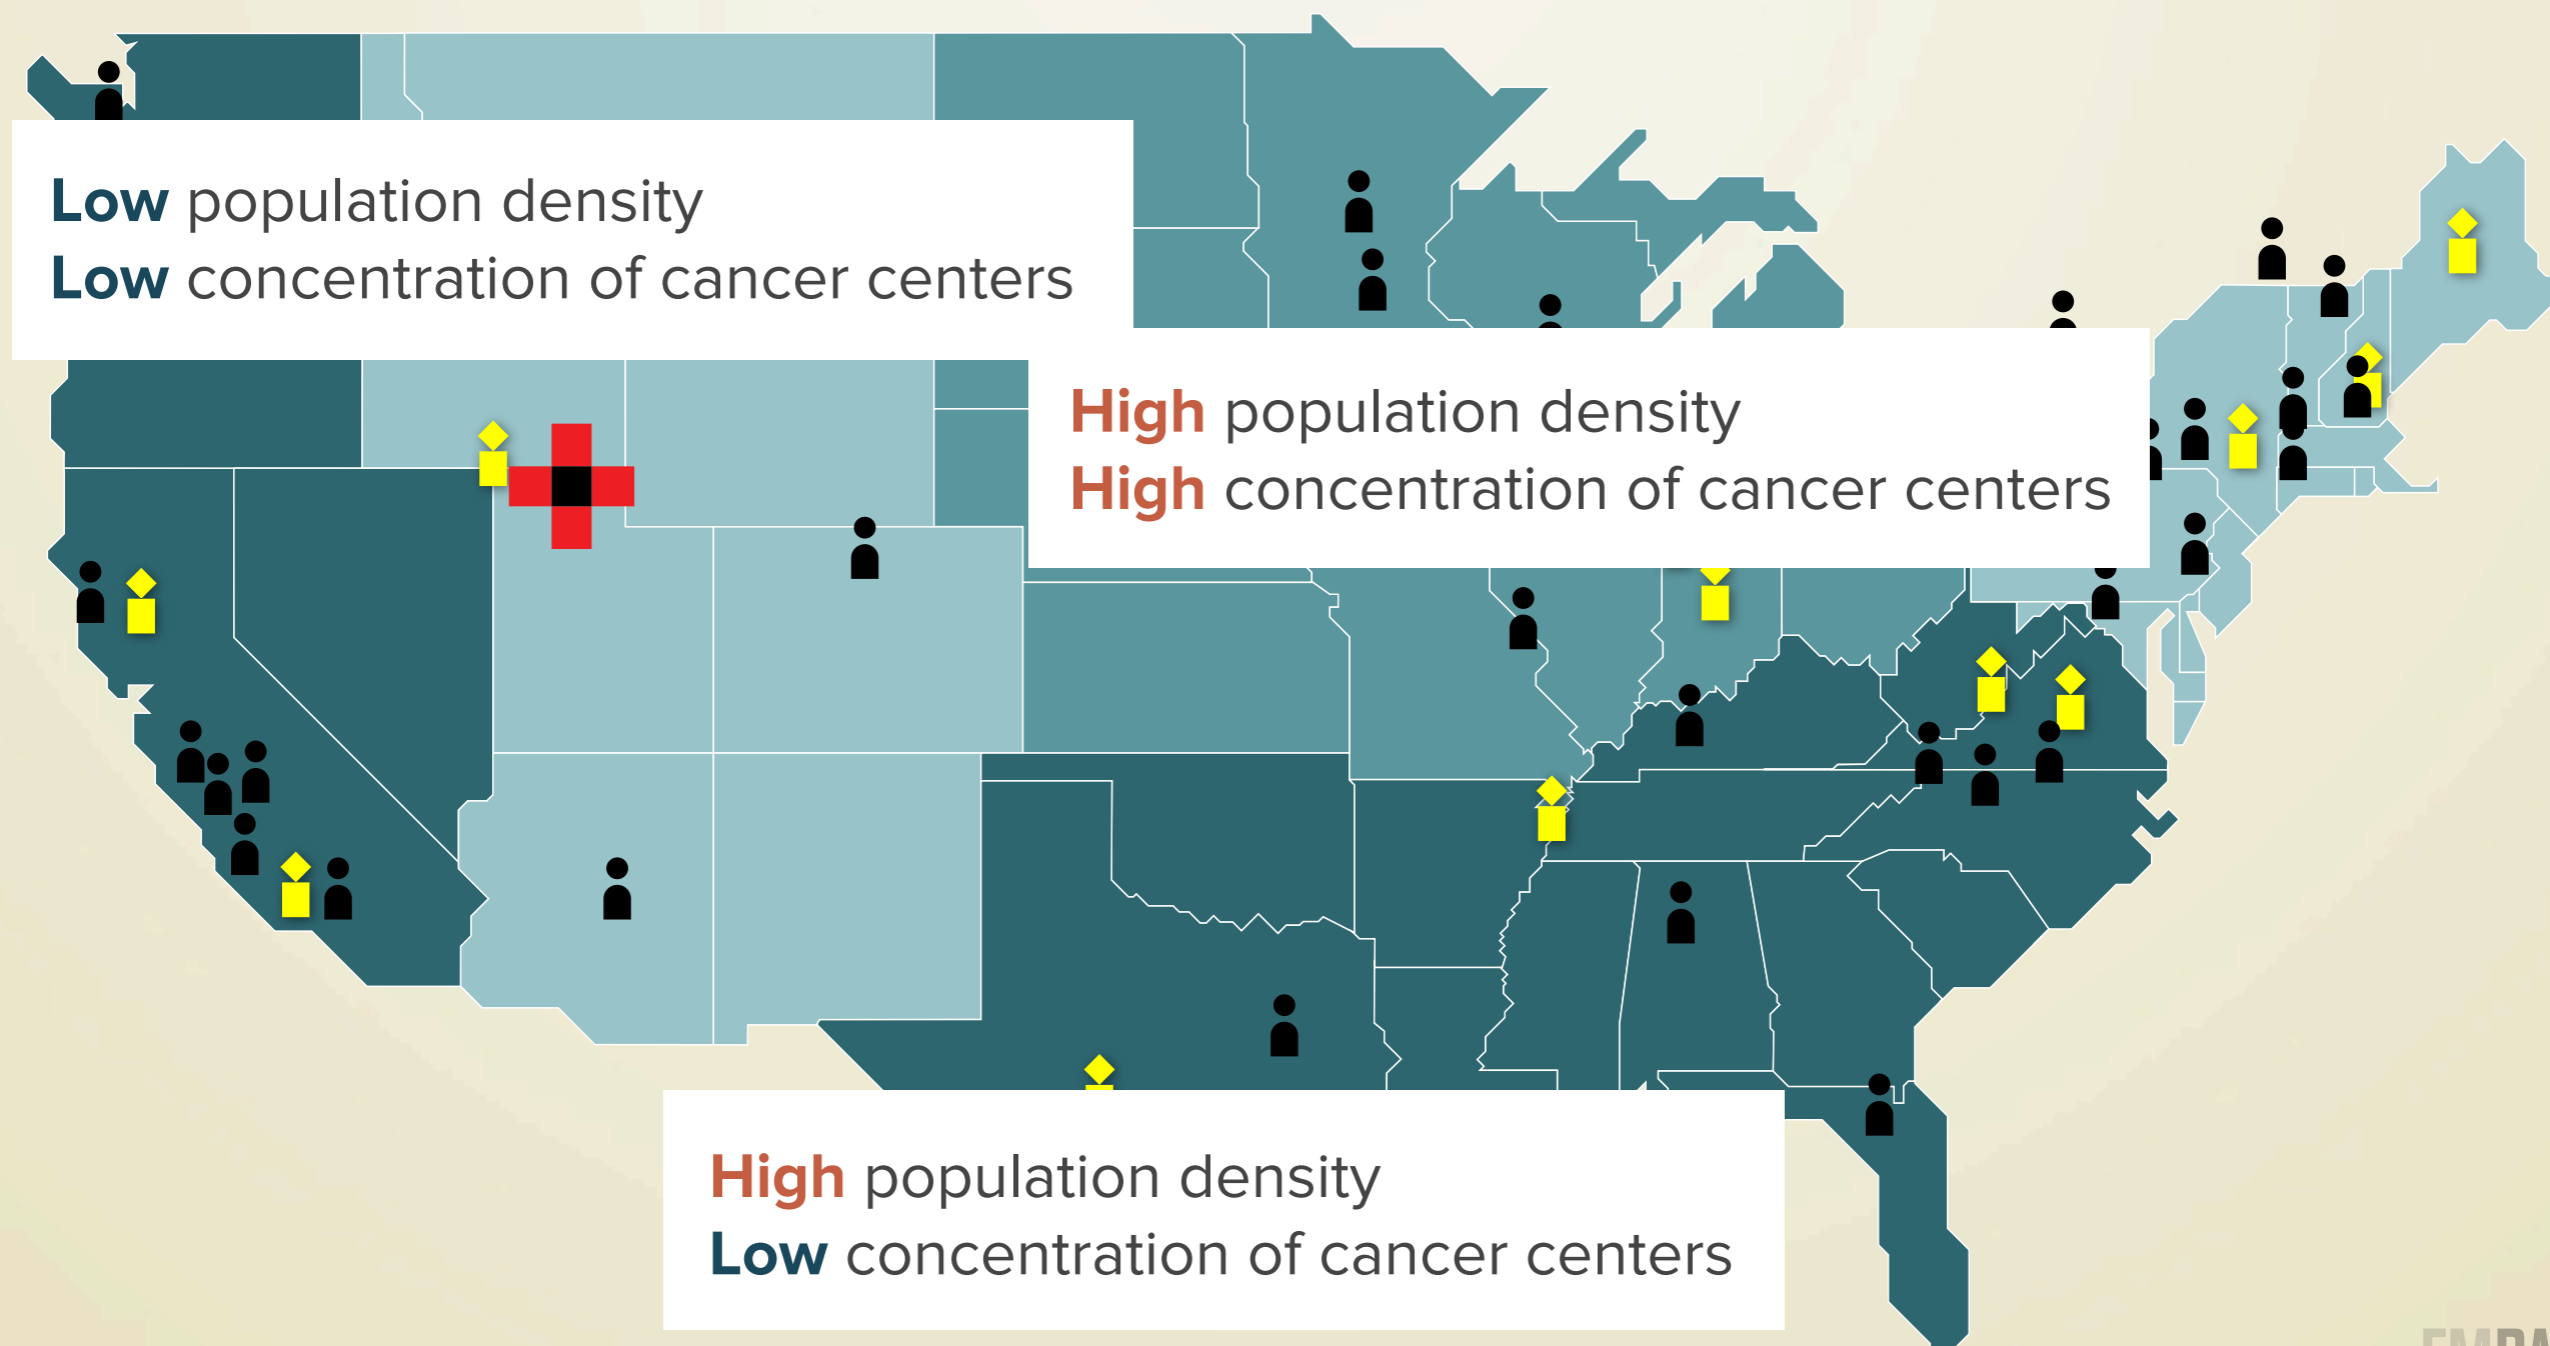 Low population density
Low concentration of cancer centers
High population density
High concentration of cancer centers
High population density
Low concentration of cancer centers